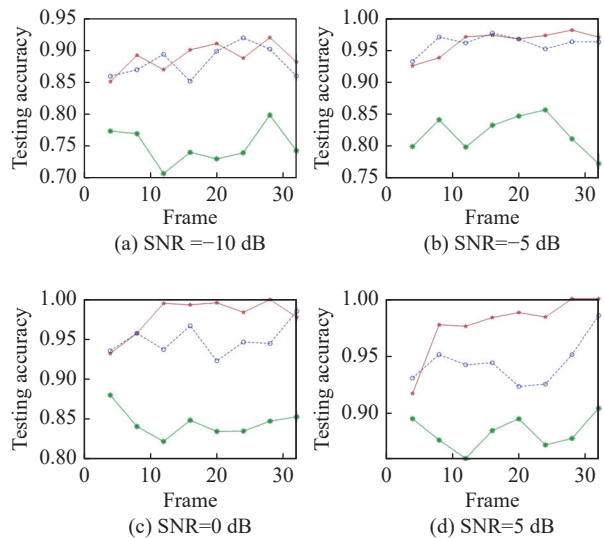 Testing accuracy
0.95
0.90
0.85
0.80
0.75
0.70
0 10 20 30
Frame
(a) SNR =−10 dB
Testing accuracy
1.00
0.95
0.90
0.85
0.80
0.75
0 10 20 30
Frame
(b) SNR=−5 dB
Testing accuracy
1.00
0.95
0.90
0.85
0.80
0 10 20 30
Frame
(c) SNR=0 dB
Testing accuracy
1.00
0.95
0.90
0 10 20 30
Frame
(d) SNR=5 dB